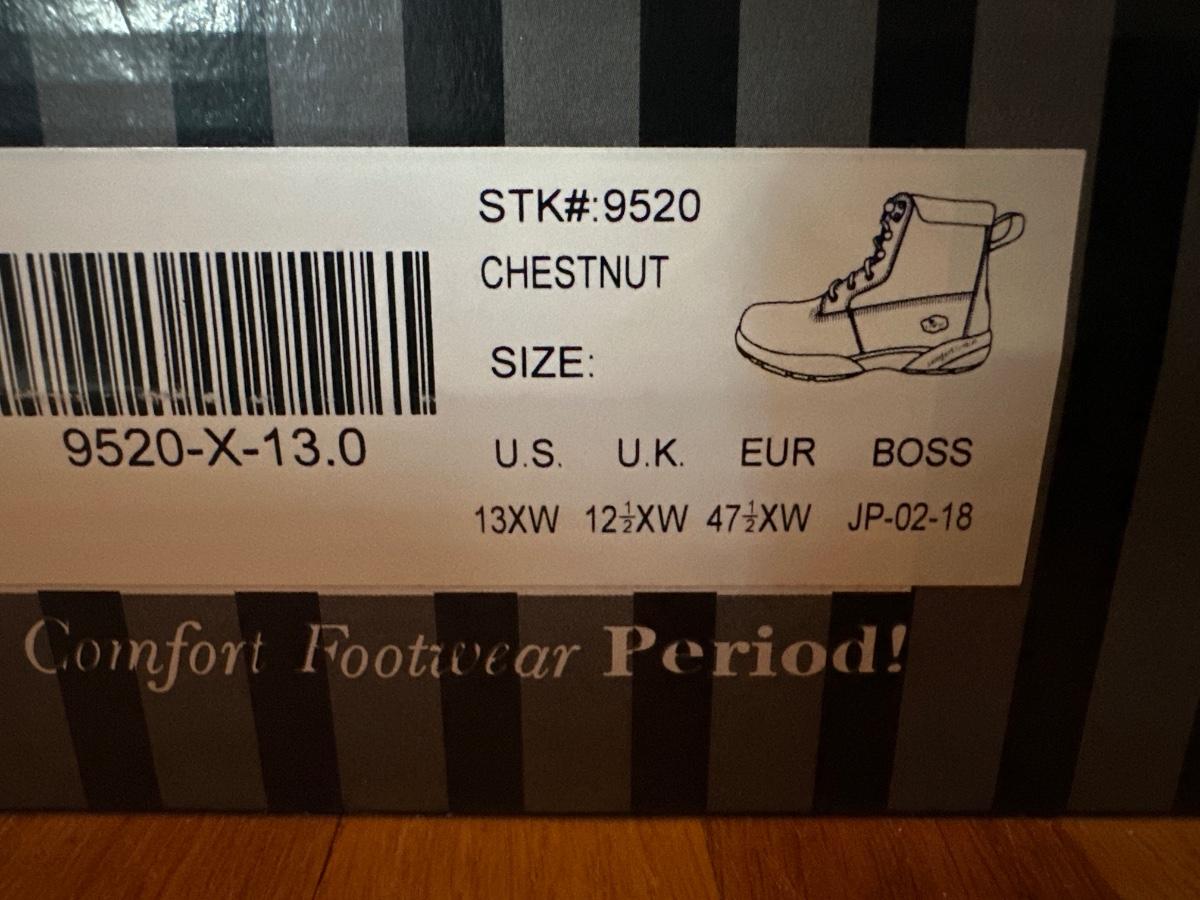 STK#:9520
CHESTNUT
SIZE:
9520-X-13.0
U.S. U.K. EUR BOSS
13XW 12½XW 47½XW JP-02-18
Comfort Footwear Period!